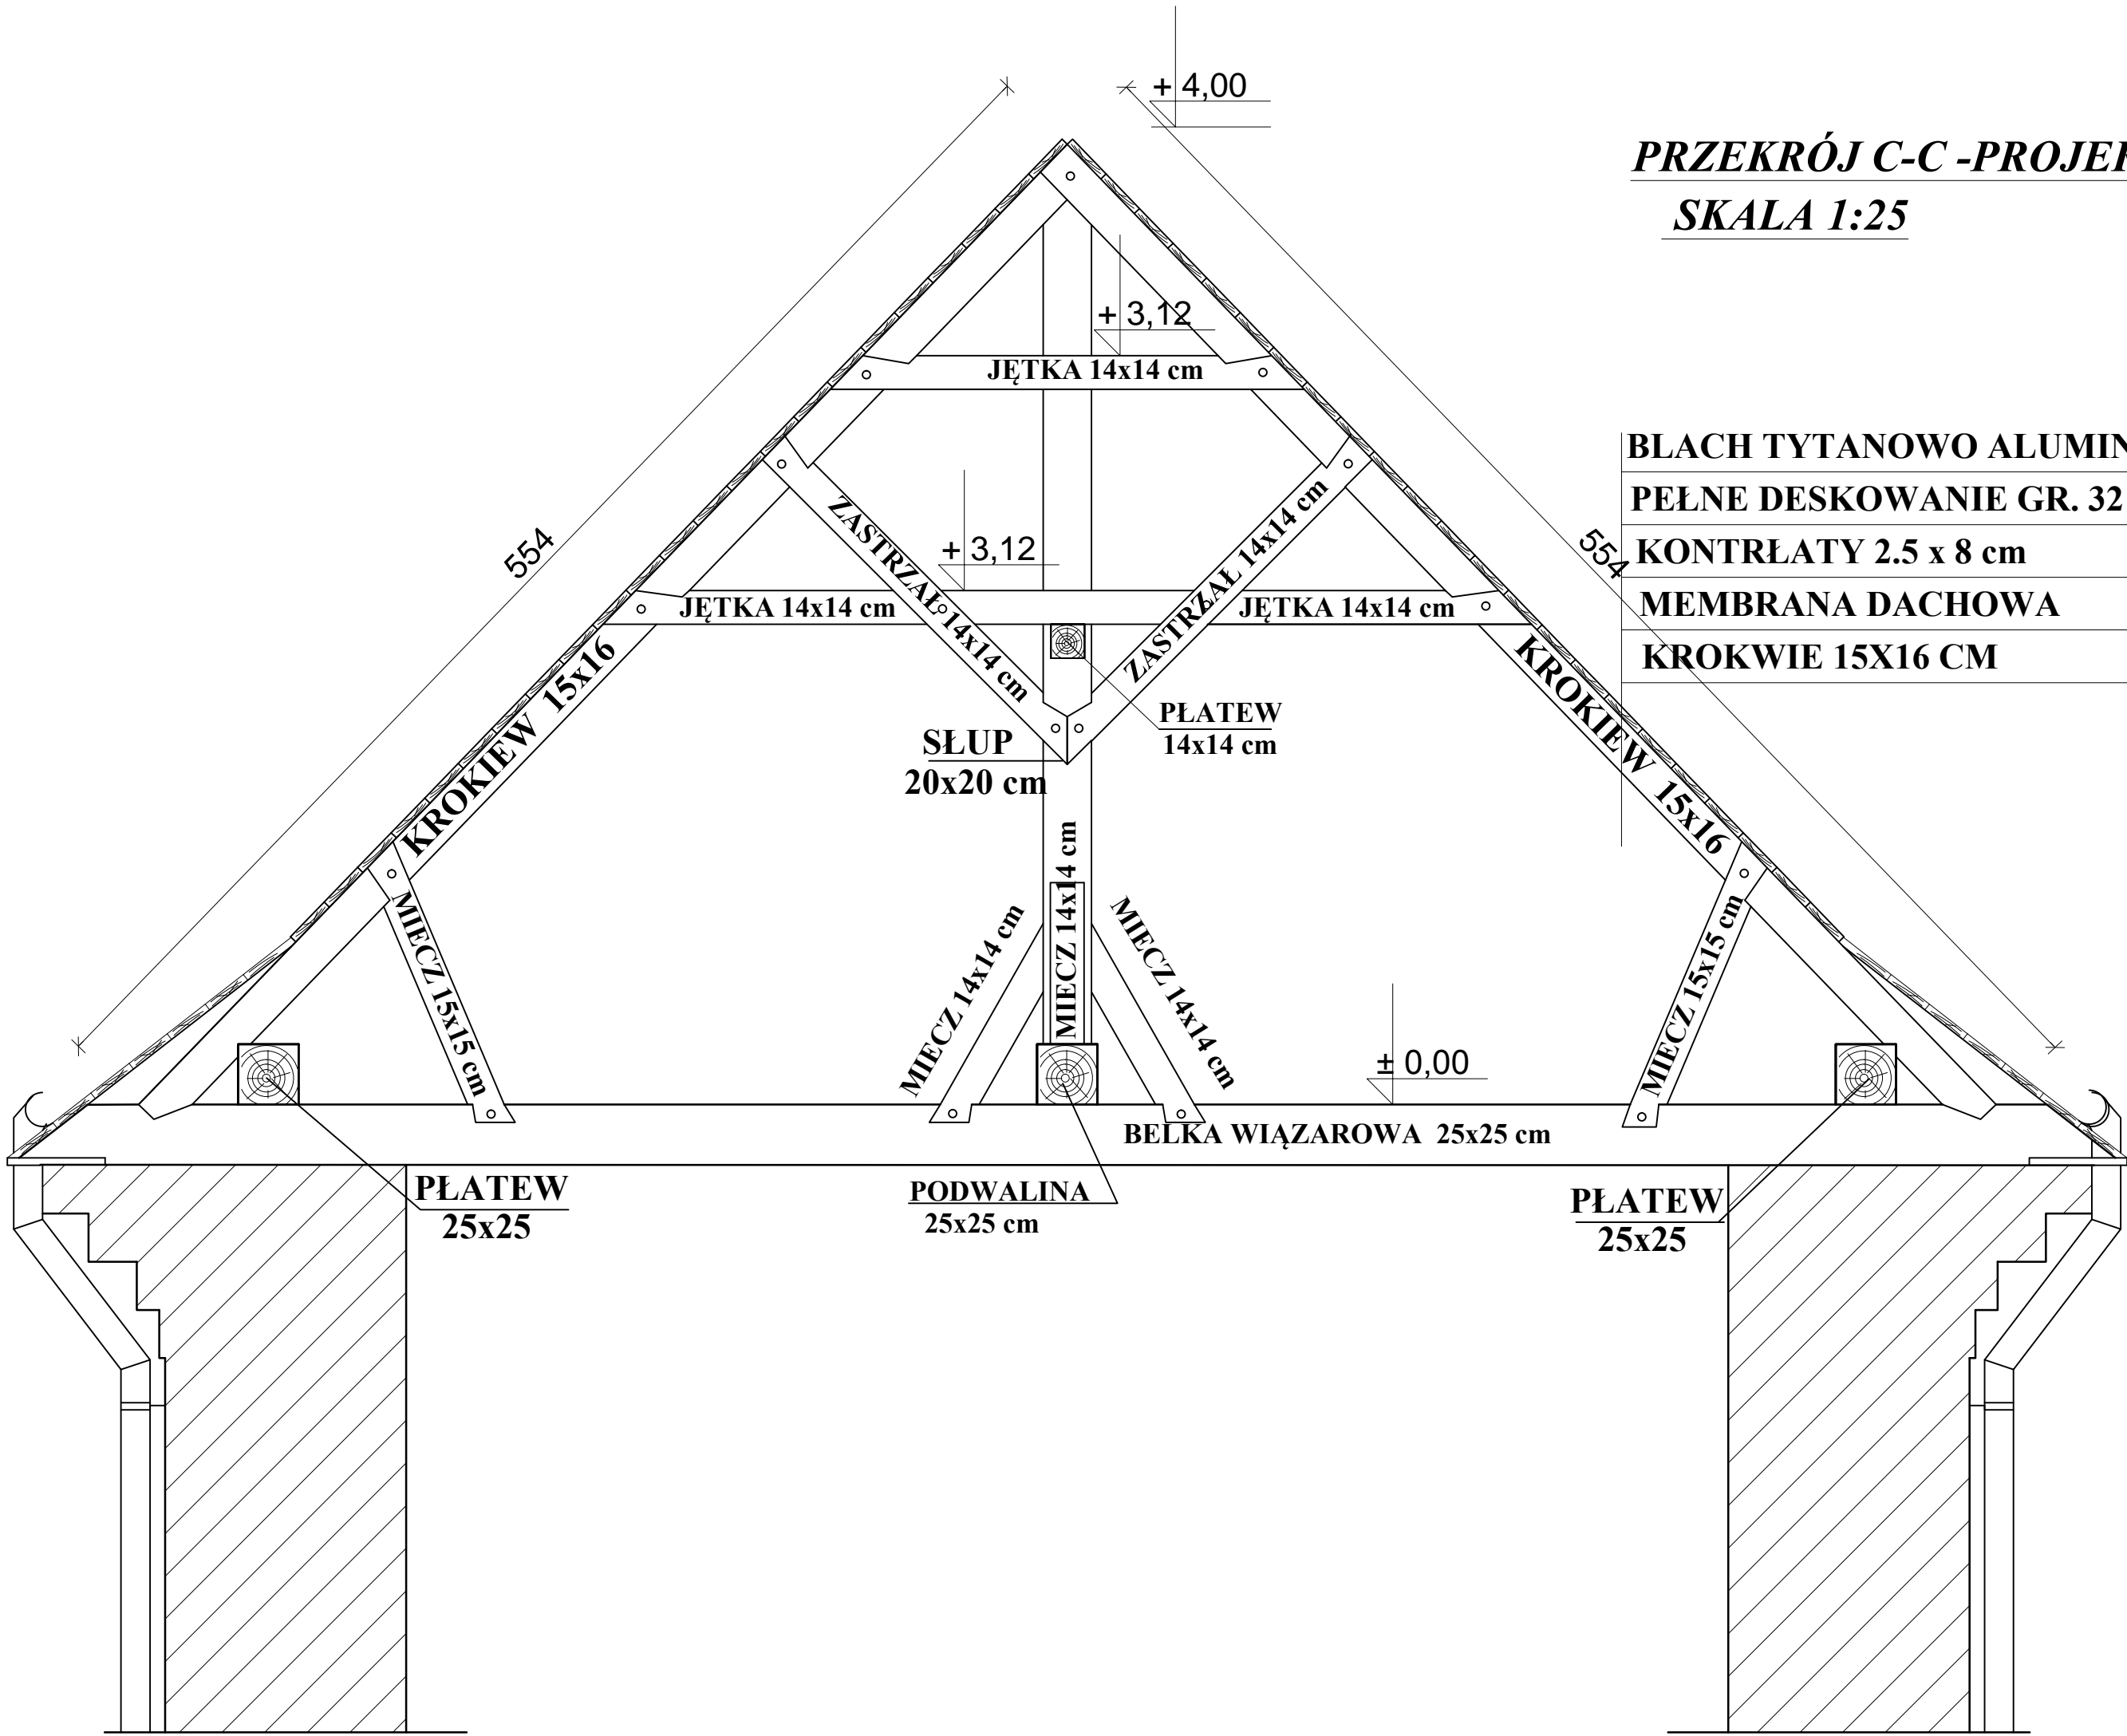 + 4,00
PRZEKRÓJ C-C -PROJEK
SKALA 1:25
+ 3,12
JĘTKA 14x14 cm
BLACH TYTANOWO ALUMIN
PEŁNE DESKOWANIE GR. 32
KONTRŁATY 2.5 x 8 cm
MEMBRANA DACHOWA
KROKWIE 15X16 CM
554
554
ZASTRZAŁ 14x14 cm
ZASTRZAŁ 14x14 cm
+ 3,12
JĘTKA 14x14 cm
JĘTKA 14x14 cm
KROKIEW 15x16
KROKIEW 15x16
PŁATEW
14x14 cm
SŁUP
20x20 cm
MIECZ 15x15 cm
MIECZ 14x14 cm
MIECZ 14x14 cm
MIECZ 14x14 cm
MIECZ 15x15 cm
± 0,00
BELKA WIĄZAROWA 25x25 cm
PŁATEW
25x25
PODWALINA
25x25 cm
PŁATEW
25x25